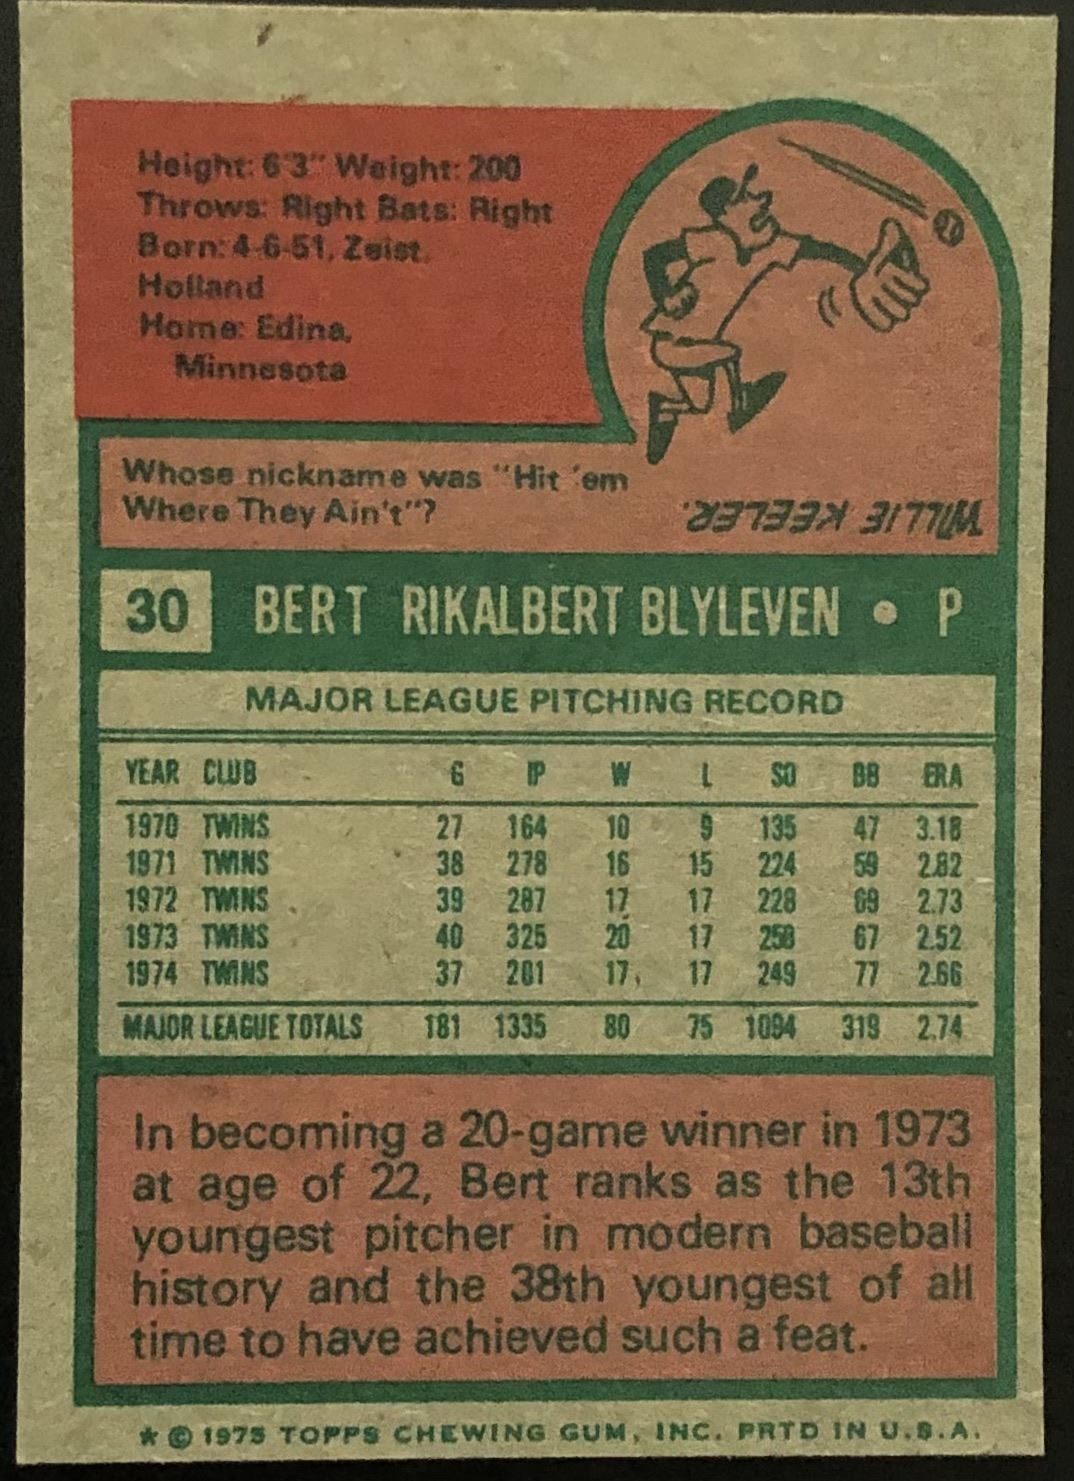 Height: 6'3" Weight: 200
Throws: Right Bats: Right
Born: 4-6-51, Zeist,
Holland
Home: Edina,
Minnesota
Whose nickname was "Hit 'em
Where They Ain't"?
WILLIE KEELER.
30 BERT RIKALBERT BLYLEVEN • P
MAJOR LEAGUE PITCHING RECORD
YEAR CLUB G IP W L SO BB ERA
1970 TWINS 27 164 10 9 135 47 3.18
1971 TWINS 38 278 16 15 224 59 2.82
1972 TWINS 39 287 17 17 228 69 2.73
1973 TWINS 40 325 20 17 258 67 2.52
1974 TWINS 37 281 17 17 249 77 2.66
MAJOR LEAGUE TOTALS 181 1335 80 75 1094 319 2.74
In becoming a 20-game winner in 1973
at age of 22, Bert ranks as the 13th
youngest pitcher in modern baseball
history and the 38th youngest of all
time to have achieved such a feat.
* © 1975 TOPPS CHEWING GUM, INC. PRTD IN U.S.A.